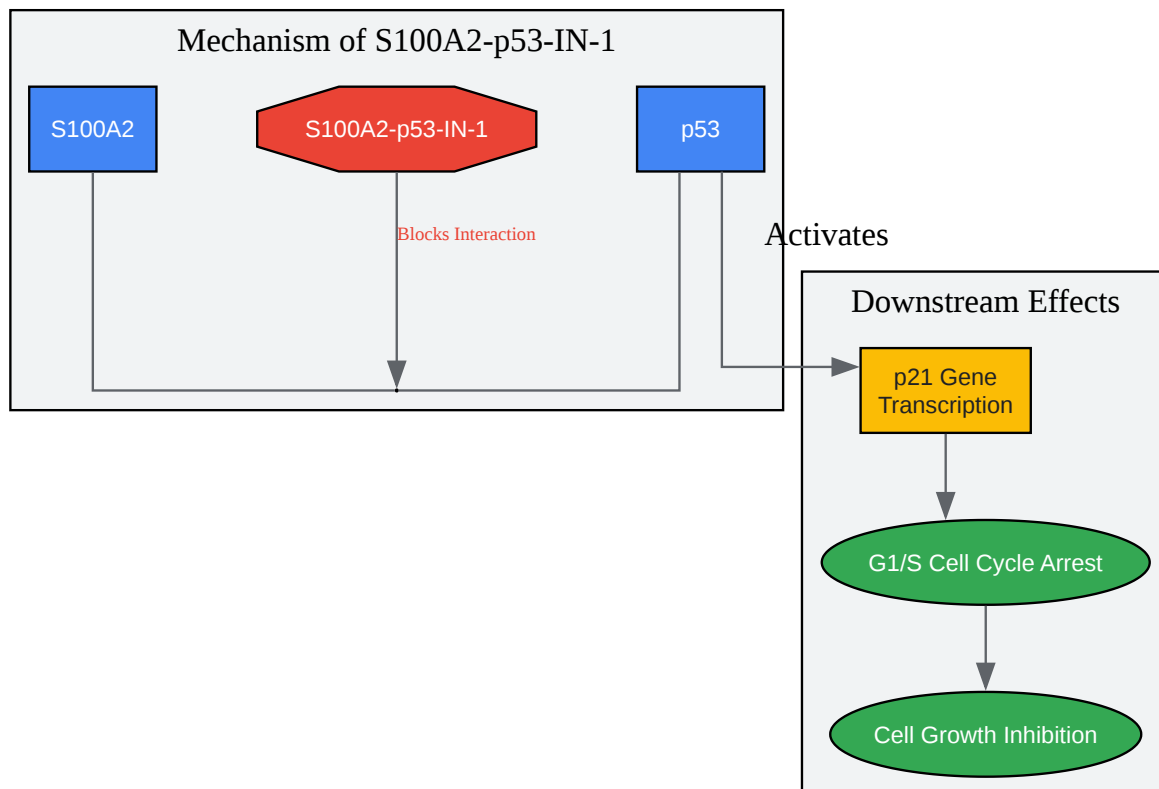 Mechanism of S100A2-p53-IN-1
S100A2
S100A2-p53-IN-1
p53
Blocks Interaction
Activates
Downstream Effects
p21 Gene
Transcription
G1/S Cell Cycle Arrest
Cell Growth Inhibition